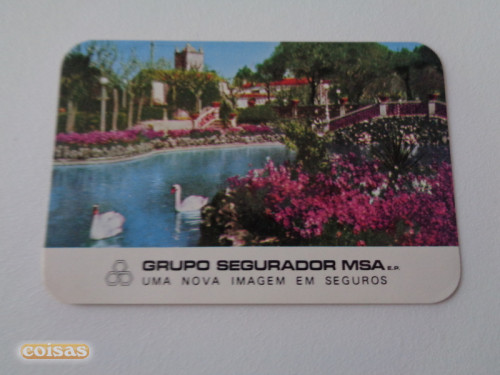 GRUPO SEGURADOR MSA E.P.
UMA NOVA IMAGEM EM SEGUROS
coisas